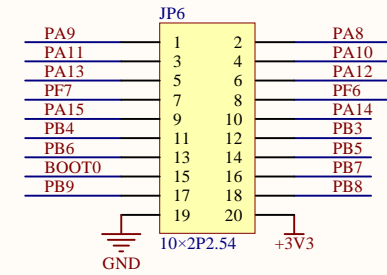 JP6
PA9 1 2 PA8
PA11 3 4 PA10
PA13 5 6 PA12
PF7 7 8 PF6
PA15 9 10 PA14
PB4 11 12 PB3
PB6 13 14 PB5
BOOT0 15 16 PB7
PB9 17 18 PB8
19 20
10×2P2.54
GND
+3V3